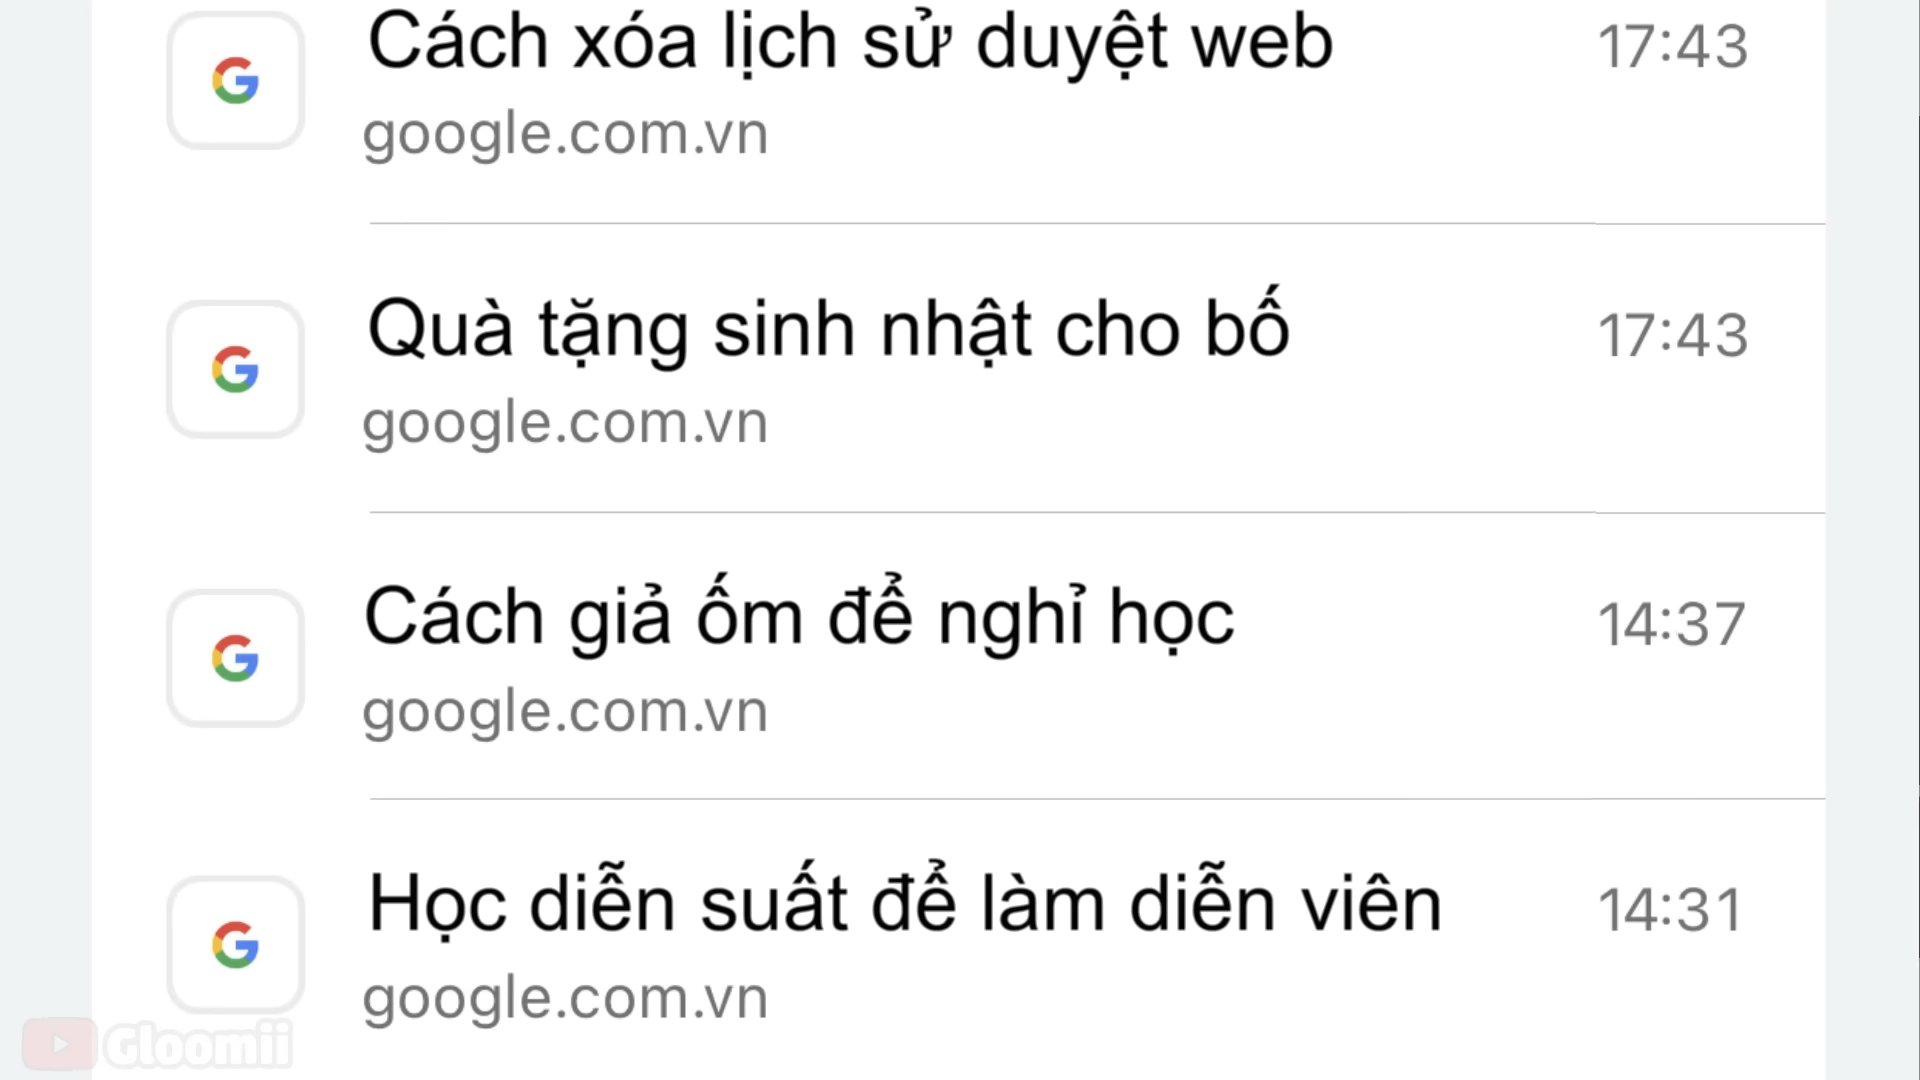 Cách xóa lịch sử duyệt web 17:43
google.com.vn
Quà tặng sinh nhật cho bố 17:43
google.com.vn
Cách giả ốm để nghỉ học 14:37
google.com.vn
Học diễn suất để làm diễn viên 14:31
google.com.vn
Gloomii